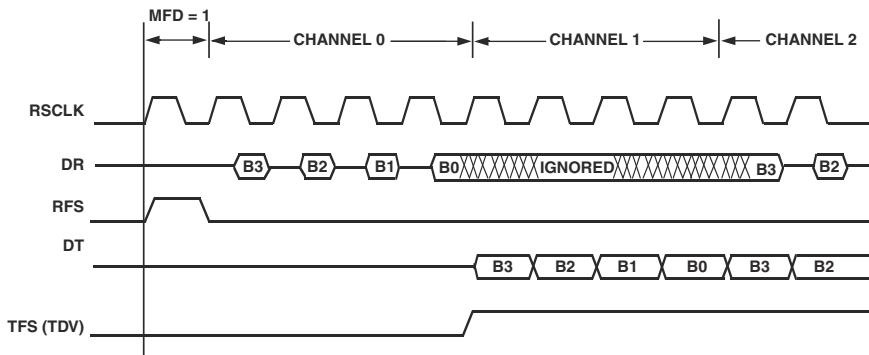 MFD = 1
CHANNEL 0 CHANNEL 1 CHANNEL 2
RSCLK
DR B3 B2 B1 B0 IGNORED B3 B2
RFS
DT
B3 B2 B1 B0 B3 B2
TFS (TDV)